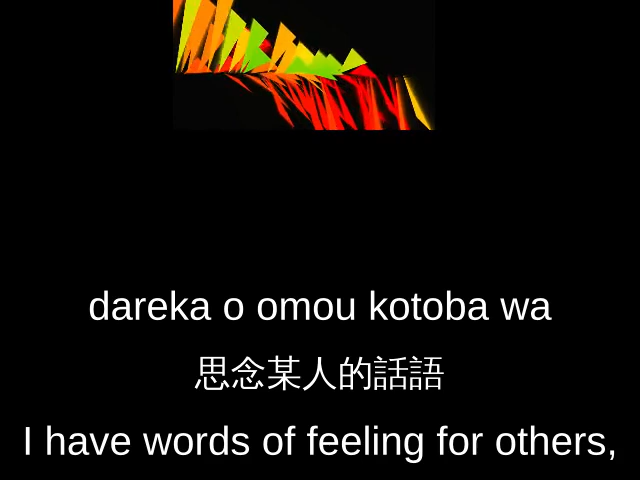 dareka o omou kotoba wa
思念某人的話語
I have words of feeling for others,